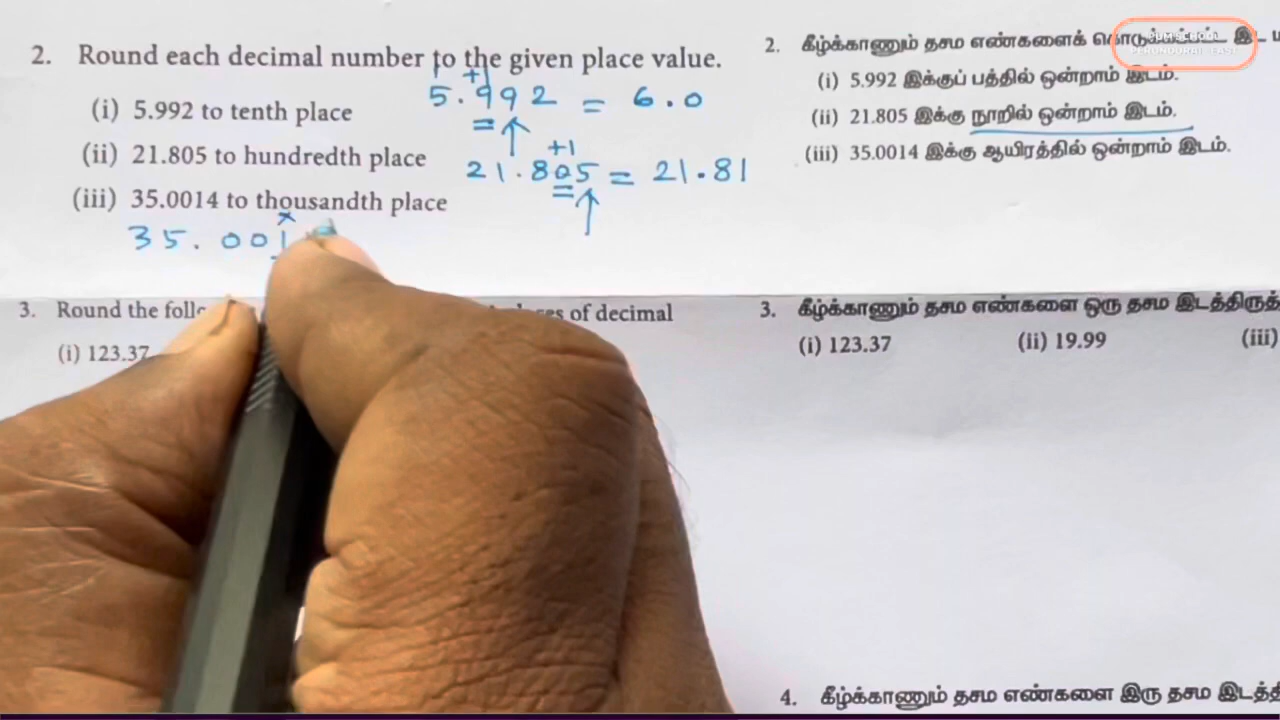 2. Round each decimal number to the given place value.
(i) 5.992 to tenth place
5.992 = 6.0
+1
(ii) 21.805 to hundredth place
21.805 = 21.81
+1
(iii) 35.0014 to thousandth place
35.001
3. Round the of decimal
(i) 123.37
2. கீழ்க்காணும் தசம எண்களைக்
(i) 5.992 இக்குப் பத்தில் ஒன்றாம் இடம்.
(ii) 21.805 இக்கு நூறில் ஒன்றாம் இடம்.
(iii) 35.0014 இக்கு ஆயிரத்தில் ஒன்றாம் இடம்.
3. கீழ்க்காணும் தசம எண்களை ஒரு தசம
(i) 123.37 (ii) 19.99 (iii)
4. கீழ்க்காணும் தசம எண்களை இரு தசம